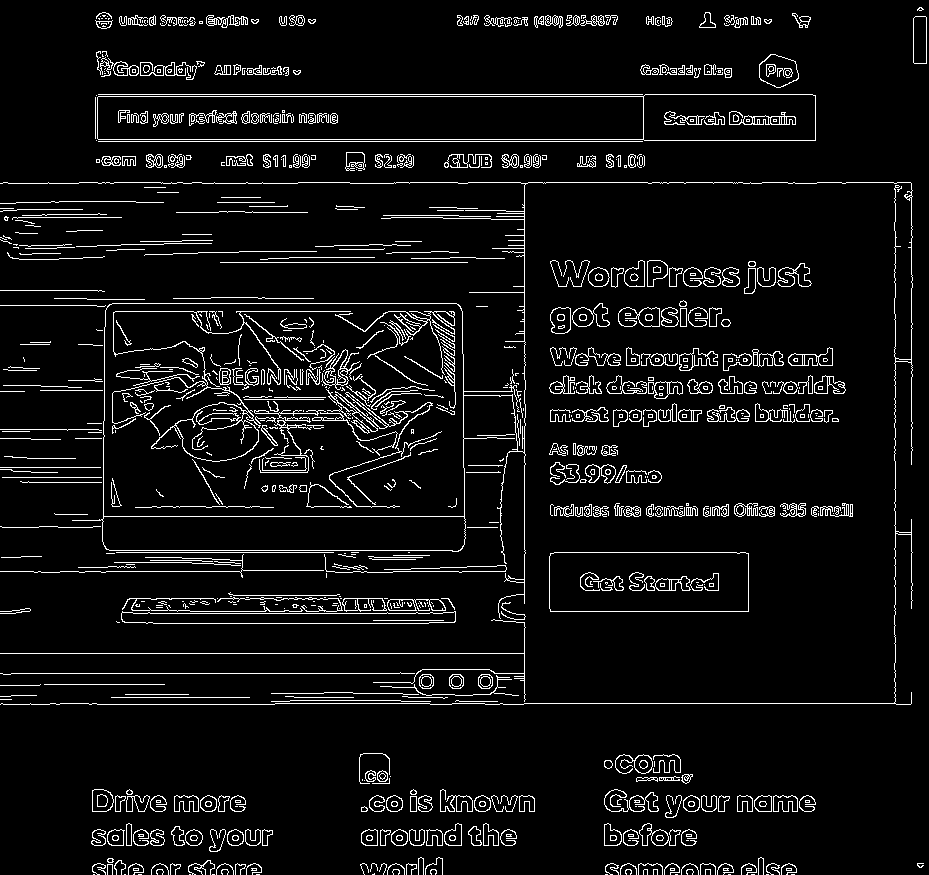 United States - English USD 24/7 Support (480) 505-8877 Help Sign In
GoDaddy™ All Products GoDaddy Blog Pro
Find your perfect domain name Search Domain
.com $0.99* .net $11.99* .co $2.99 .CLUB $0.99* .us $1.00
BEGINNINGS
WordPress just
got easier.
We've brought point and
click design to the world's
most popular site builder.
As low as
$3.99/mo
Includes free domain and Office 365 email!
Get Started
.co
Drive more
sales to your
site or store
.co is known
around the
world
.com
Get your name
before
someone else